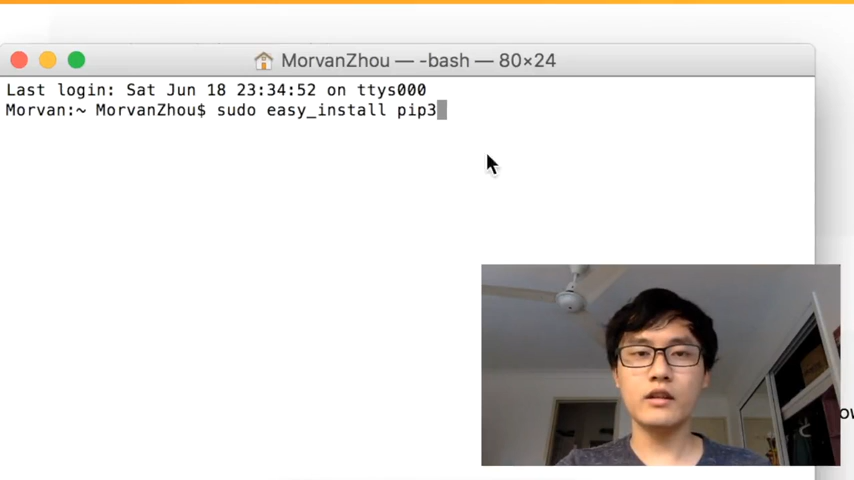 MorvanZhou — -bash — 80×24
Last login: Sat Jun 18 23:34:52 on ttys000
Morvan:~ MorvanZhou$ sudo easy_install pip3
ow